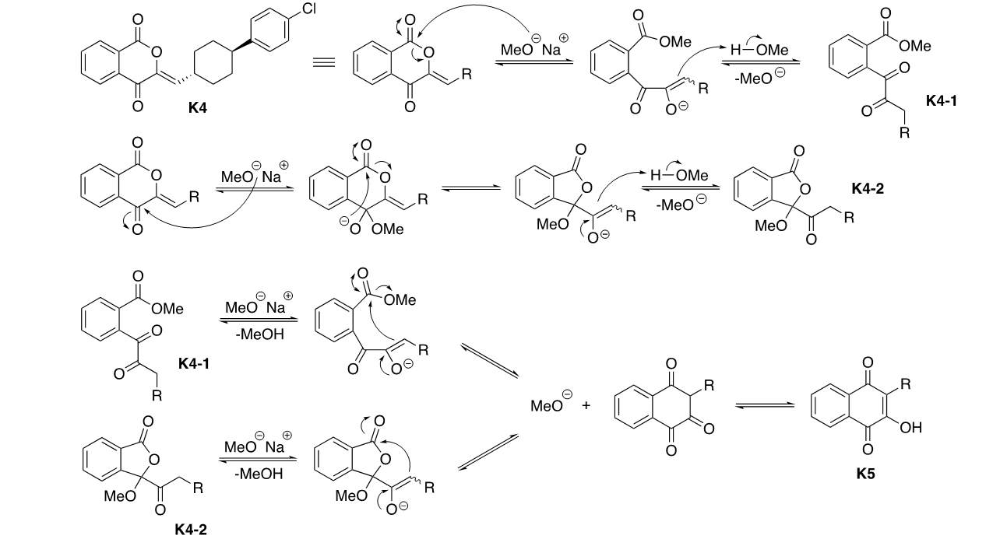 O Cl O
O MeO⊖ Na⊕ O OMe H–OMe O OMe
O O R -MeO⊖ O
O O O O⊖ R O K4-1
K4 R
O MeO⊖ Na⊕ O O H–OMe O K4-2
O O O -MeO⊖ O
R R MeO R MeO R
O ⊖O OMe O⊖ O
O MeO⊖ Na⊕ O
OMe -MeOH OMe
O R
O K4-1 O O⊖
R
MeO⊖ + O R O R
O OH
O O
K5
O MeO⊖ Na⊕ O
O -MeOH O
MeO R MeO R
O O⊖
K4-2